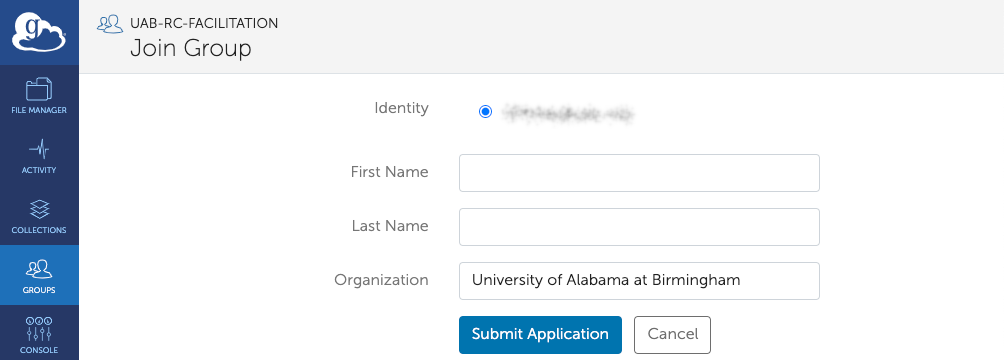 g
FILE MANAGER
ACTIVITY
COLLECTIONS
GROUPS
CONSOLE
UAB-RC-FACILITATION
Join Group
Identity
First Name
Last Name
Organization University of Alabama at Birmingham
Submit Application Cancel